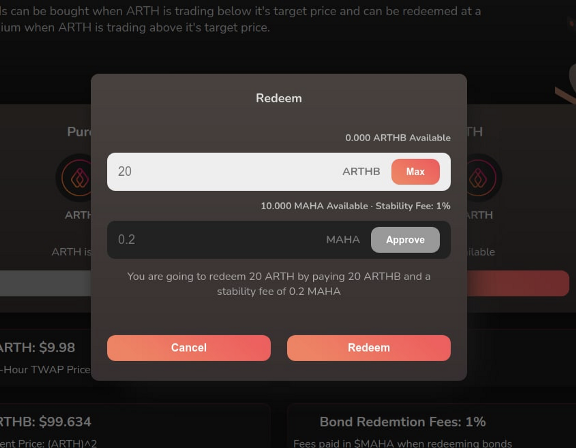 ds can be bought when ARTH is trading below it's target price and can be redeemed at a
ium when ARTH is trading above it's target price.
Redeem
0.000 ARTHB Available
20 ARTHB Max
10.000 MAHA Available · Stability Fee: 1%
0.2 MAHA Approve
You are going to redeem 20 ARTH by paying 20 ARTHB and a
stability fee of 0.2 MAHA
Cancel Redeem
Pur
TH
ARTH
ARTH
ARTH is
ilable
ARTH: $9.98
-Hour TWAP Price
RTHB: $99.634
ent Price: (ARTH)^2
Bond Redemtion Fees: 1%
Fees paid in $MAHA when redeeming bonds